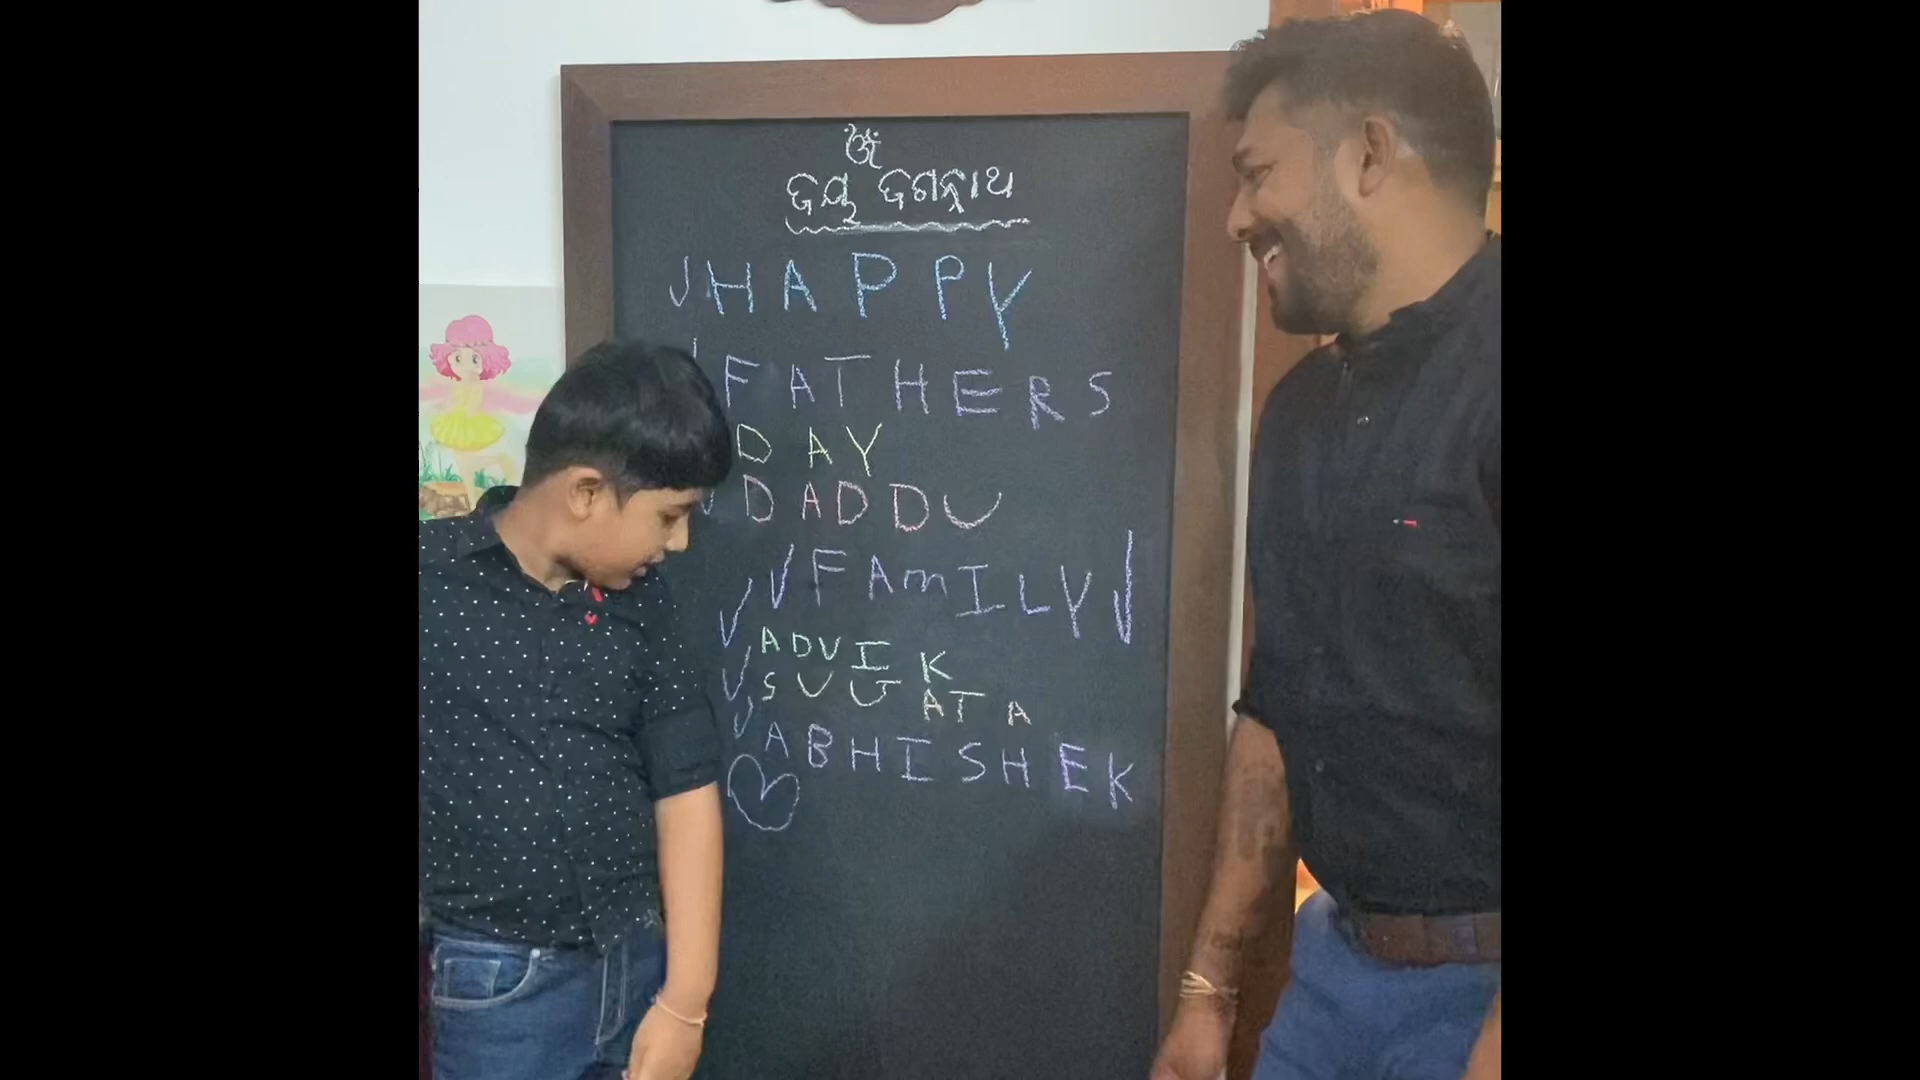 ଓଁ
ଜୟ ଜଗନ୍ନାଥ
HAPPY
FATHERS
DAY
DADDU
FAmILY
ADVIK
SUJATA
ABHISHEK